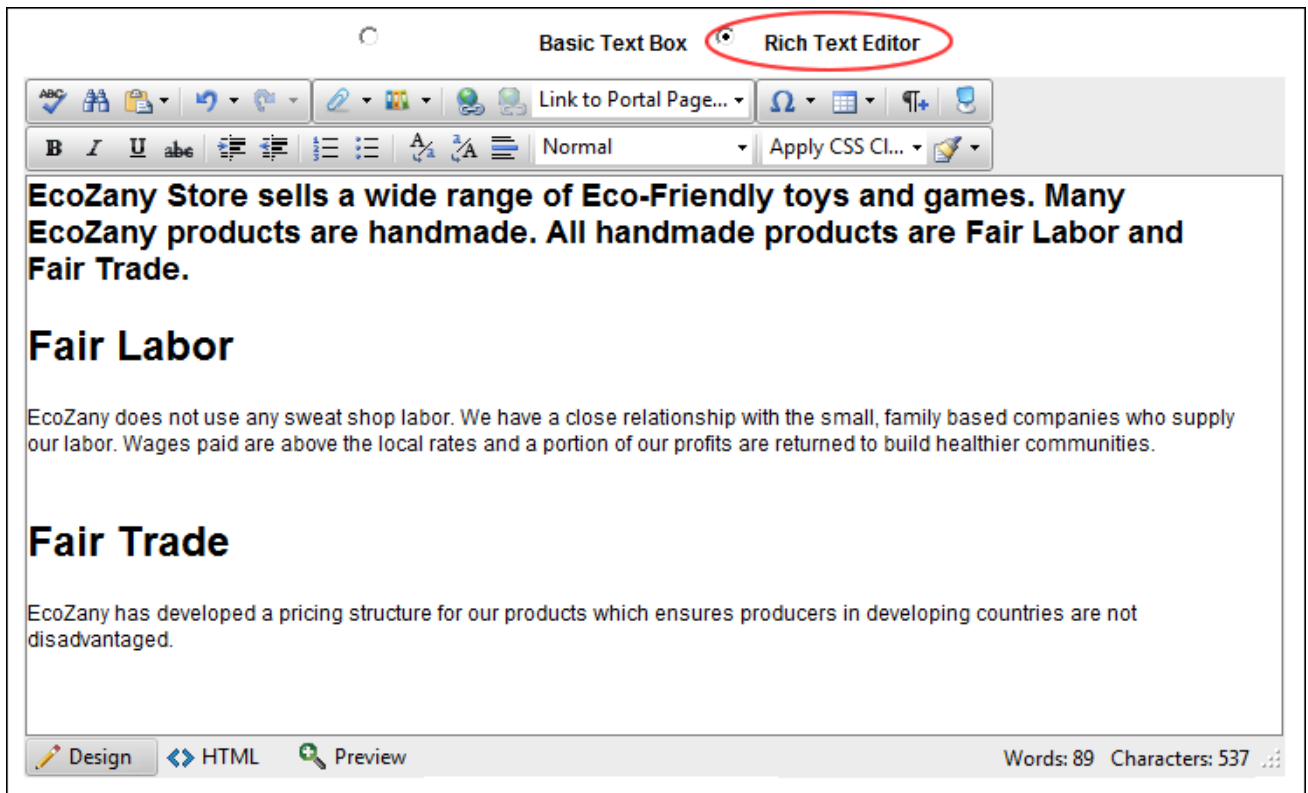 Basic Text Box Rich Text Editor
ABC Link to Portal Page... Ω
B I U abc Normal Apply CSS Cl...
EcoZany Store sells a wide range of Eco-Friendly toys and games. Many
EcoZany products are handmade. All handmade products are Fair Labor and
Fair Trade.
Fair Labor
EcoZany does not use any sweat shop labor. We have a close relationship with the small, family based companies who supply
our labor. Wages paid are above the local rates and a portion of our profits are returned to build healthier communities.
Fair Trade
EcoZany has developed a pricing structure for our products which ensures producers in developing countries are not
disadvantaged.
Design HTML Preview Words: 89 Characters: 537